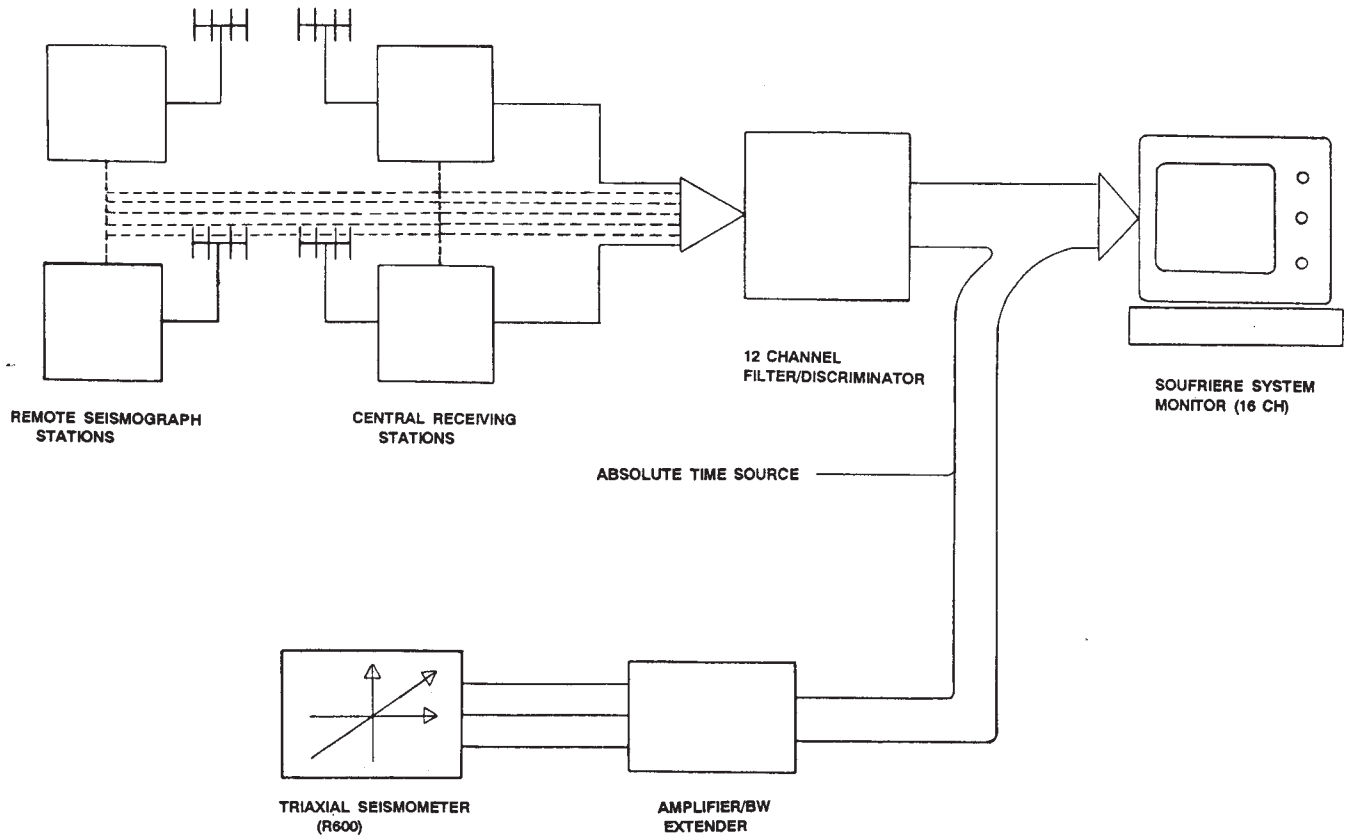 12 CHANNEL
FILTER/DISCRIMINATOR
SOUFRIERE SYSTEM
MONITOR (16 CH)
REMOTE SEISMOGRAPH
STATIONS
CENTRAL RECEIVING
STATIONS
ABSOLUTE TIME SOURCE
TRIAXIAL SEISMOMETER
(R600)
AMPLIFIER/BW
EXTENDER